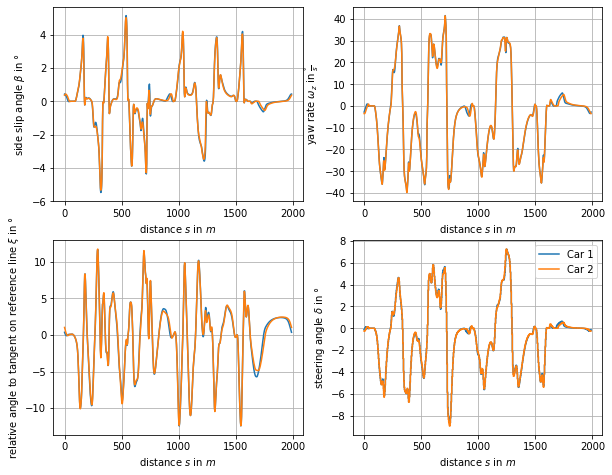 side slip angle β in °
4
2
0
−2
−4
−6
0 500 1000 1500 2000
distance s in m
yaw rate ω_z in °/s
40
30
20
10
0
−10
−20
−30
−40
0 500 1000 1500 2000
distance s in m
relative angle to tangent on reference line ξ in °
10
5
0
−5
−10
0 500 1000 1500 2000
distance s in m
steering angle δ in °
8
6
4
2
0
−2
−4
−6
−8
0 500 1000 1500 2000
distance s in m
Car 1
Car 2